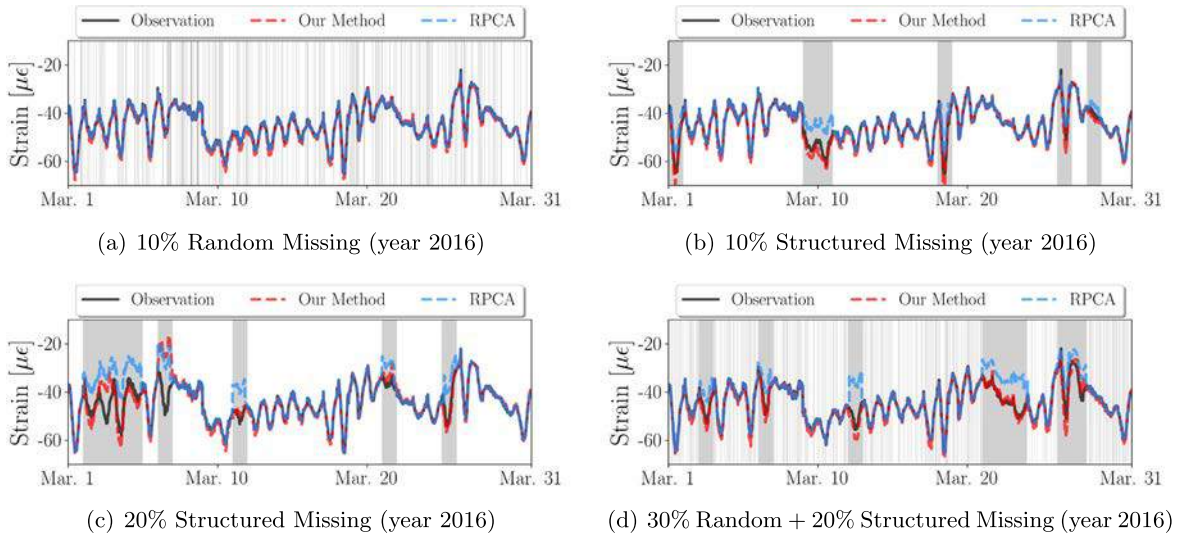 Observation Our Method RPCA
Strain [με]
-20
-40
-60
Mar. 1 Mar. 10 Mar. 20 Mar. 31
(a) 10% Random Missing (year 2016)
Observation Our Method RPCA
Strain [με]
-20
-40
-60
Mar. 1 Mar. 10 Mar. 20 Mar. 31
(b) 10% Structured Missing (year 2016)
Observation Our Method RPCA
Strain [με]
-20
-40
-60
Mar. 1 Mar. 10 Mar. 20 Mar. 31
(c) 20% Structured Missing (year 2016)
Observation Our Method RPCA
Strain [με]
-20
-40
-60
Mar. 1 Mar. 10 Mar. 20 Mar. 31
(d) 30% Random + 20% Structured Missing (year 2016)